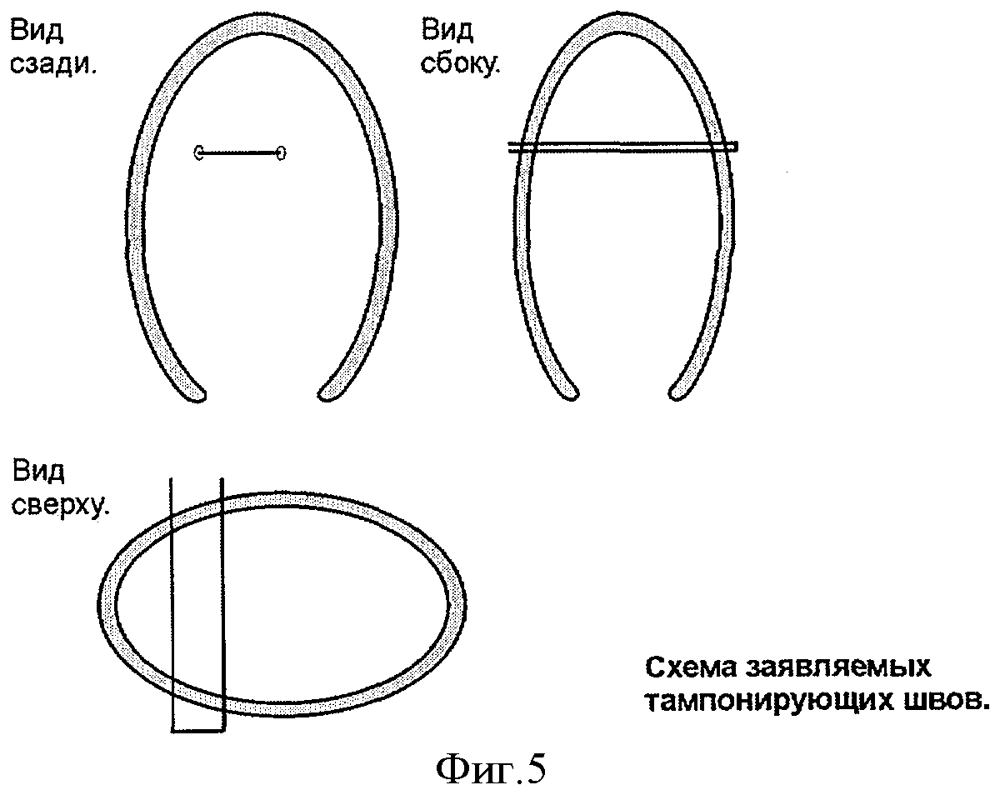 Вид
сзади.
Вид
сбоку.
Вид
сверху.
Схема заявляемых
тампонирующих швов.
Фиг.5